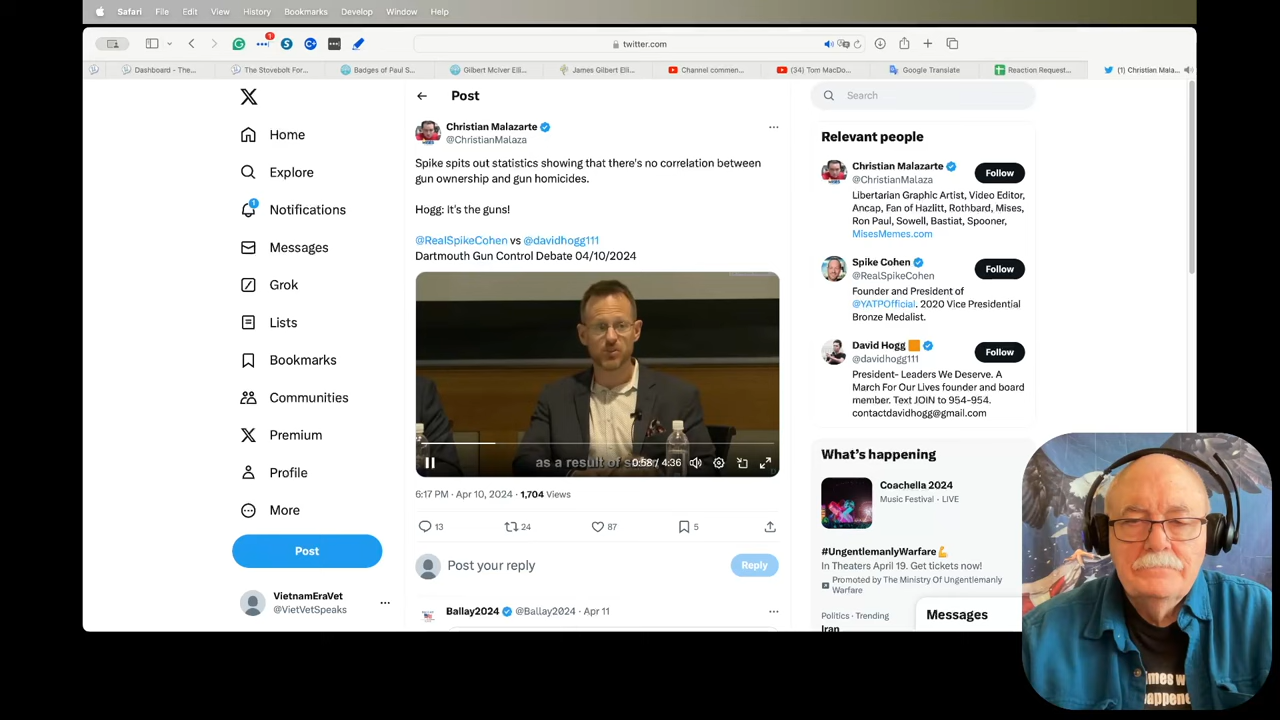 Safari File Edit View History Bookmarks Develop Window Help
1
twitter.com
Dashboard - The...
The Stovebolt For...
Badges of Paul S...
Gilbert McIver Elli...
James Gilbert Elli...
Channel commen...
(34) Tom MacDo...
Google Translate
Reaction Request...
(1) Christian Mala...
Home
Explore
1
Notifications
Messages
Grok
Lists
Bookmarks
Communities
Premium
Profile
More
Post
VietnamEraVet
@VietVetSpeaks
Post
Christian Malazarte
@ChristianMalaza
Spike spits out statistics showing that there's no correlation between
gun ownership and gun homicides.
Hogg: It's the guns!
@RealSpikeCohen vs @davidhogg111
Dartmouth Gun Control Debate 04/10/2024
as a result of
0:58 / 4:36
6:17 PM · Apr 10, 2024 · 1,704 Views
13 24 87 5
Post your reply
Reply
Ballay2024 @Ballay2024 · Apr 11
Search
Relevant people
Christian Malazarte
@ChristianMalaza
Follow
Libertarian Graphic Artist, Video Editor,
Ancap, Fan of Hazlitt, Rothbard, Mises,
Ron Paul, Sowell, Bastiat, Spooner,
MisesMemes.com
Spike Cohen
@RealSpikeCohen
Follow
Founder and President of
@YATPOfficial. 2020 Vice Presidential
Bronze Medalist.
David Hogg
@davidhogg111
Follow
President- Leaders We Deserve. A
March For Our Lives founder and board
member. Text JOIN to 954-954.
contactdavidhogg@gmail.com
What's happening
Coachella 2024
Music Festival · LIVE
#UngentlemanlyWarfare
In Theaters April 19. Get tickets now!
Promoted by The Ministry Of Ungentlemanly
Warfare
Politics · Trending
Iran
Messages